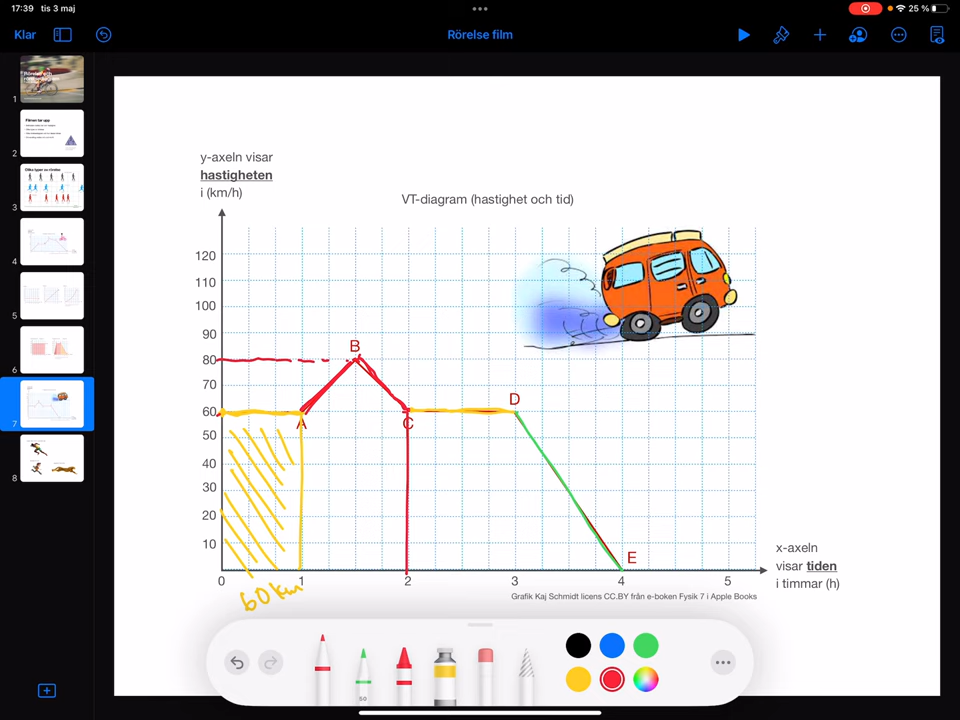 17:39 tis 3 maj
25 %
Klar
Rörelse film
1
2
Filmen tar upp
3
Olika typer av rörelse
4
5
6
7
8
y-axeln visar
hastigheten
i (km/h)
VT-diagram (hastighet och tid)
120
110
100
90
80
70
60
50
40
30
20
10
B
A
C
D
E
0
1
2
3
4
5
60 km
x-axeln
visar tiden
i timmar (h)
Grafik Kaj Schmidt licens CC.BY från e-boken Fysik 7 i Apple Books
50